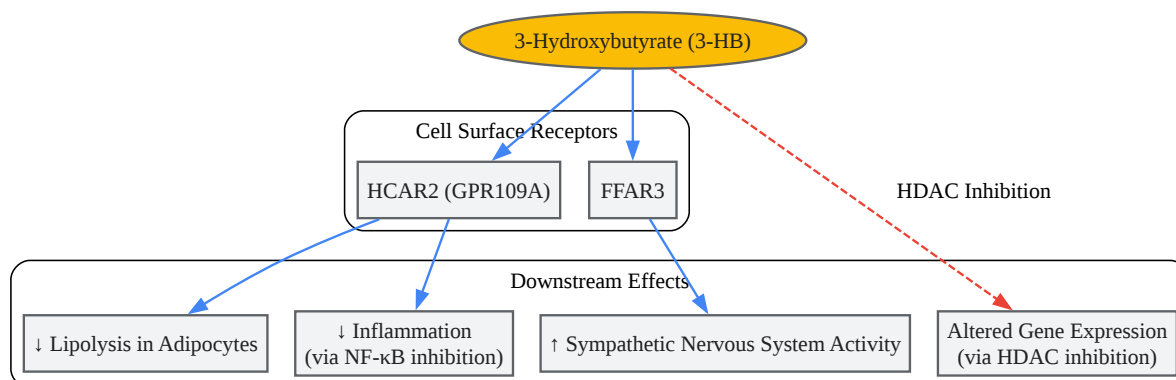 3-Hydroxybutyrate (3-HB)
Cell Surface Receptors
HCAR2 (GPR109A)
FFAR3
HDAC Inhibition
Downstream Effects
↓ Lipolysis in Adipocytes
↓ Inflammation
(via NF-κB inhibition)
↑ Sympathetic Nervous System Activity
Altered Gene Expression
(via HDAC inhibition)